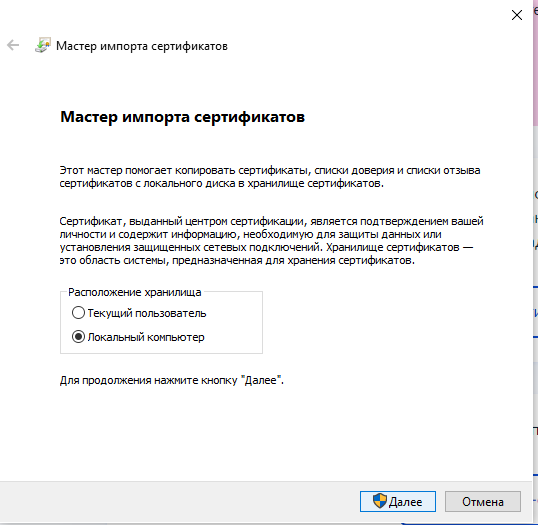 Мастер импорта сертификатов
Мастер импорта сертификатов
Этот мастер помогает копировать сертификаты, списки доверия и списки отзыва
сертификатов с локального диска в хранилище сертификатов.
Сертификат, выданный центром сертификации, является подтверждением вашей
личности и содержит информацию, необходимую для защиты данных или
установления защищенных сетевых подключений. Хранилище сертификатов —
это область системы, предназначенная для хранения сертификатов.
Расположение хранилища
Текущий пользователь
Локальный компьютер
Для продолжения нажмите кнопку "Далее".
Далее
Отмена